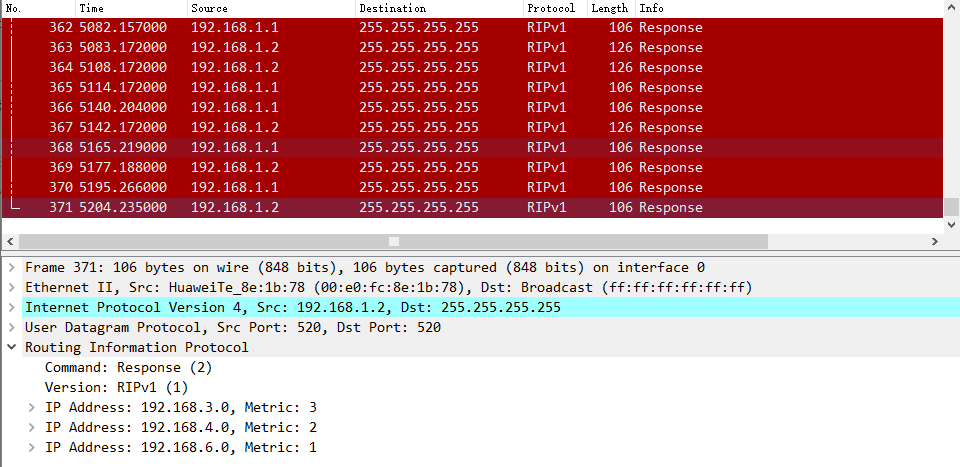 No. Time Source Destination Protocol Length Info
362 5082.157000 192.168.1.1 255.255.255.255 RIPv1 106 Response
363 5083.172000 192.168.1.2 255.255.255.255 RIPv1 126 Response
364 5108.172000 192.168.1.2 255.255.255.255 RIPv1 126 Response
365 5114.172000 192.168.1.1 255.255.255.255 RIPv1 106 Response
366 5140.204000 192.168.1.1 255.255.255.255 RIPv1 106 Response
367 5142.172000 192.168.1.2 255.255.255.255 RIPv1 126 Response
368 5165.219000 192.168.1.1 255.255.255.255 RIPv1 106 Response
369 5177.188000 192.168.1.2 255.255.255.255 RIPv1 106 Response
370 5195.266000 192.168.1.1 255.255.255.255 RIPv1 106 Response
371 5204.235000 192.168.1.2 255.255.255.255 RIPv1 106 Response
Frame 371: 106 bytes on wire (848 bits), 106 bytes captured (848 bits) on interface 0
Ethernet II, Src: HuaweiTe_8e:1b:78 (00:e0:fc:8e:1b:78), Dst: Broadcast (ff:ff:ff:ff:ff:ff)
Internet Protocol Version 4, Src: 192.168.1.2, Dst: 255.255.255.255
User Datagram Protocol, Src Port: 520, Dst Port: 520
Routing Information Protocol
Command: Response (2)
Version: RIPv1 (1)
IP Address: 192.168.3.0, Metric: 3
IP Address: 192.168.4.0, Metric: 2
IP Address: 192.168.6.0, Metric: 1